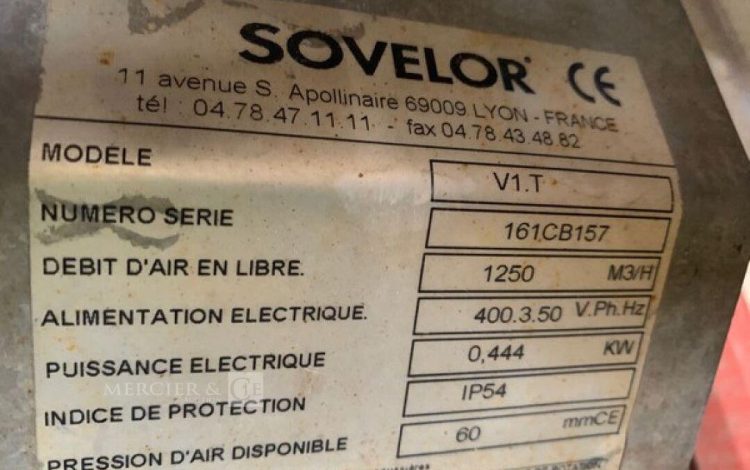 SOVELOR CE
11 avenue S. Apollinaire 69009 LYON - FRANCE
tél : 04.78.47.11.11. - fax 04.78.43.48.82
MODELE V1.T
NUMERO SERIE 161CB157
DEBIT D'AIR EN LIBRE. 1250 M3/H
ALIMENTATION ELECTRIQUE. 400.3.50 V.Ph.Hz
PUISSANCE ELECTRIQUE 0,444 KW
MERCIER & CIE
INDICE DE PROTECTION IP54
PRESSION D'AIR DISPONIBLE 60 mmCE